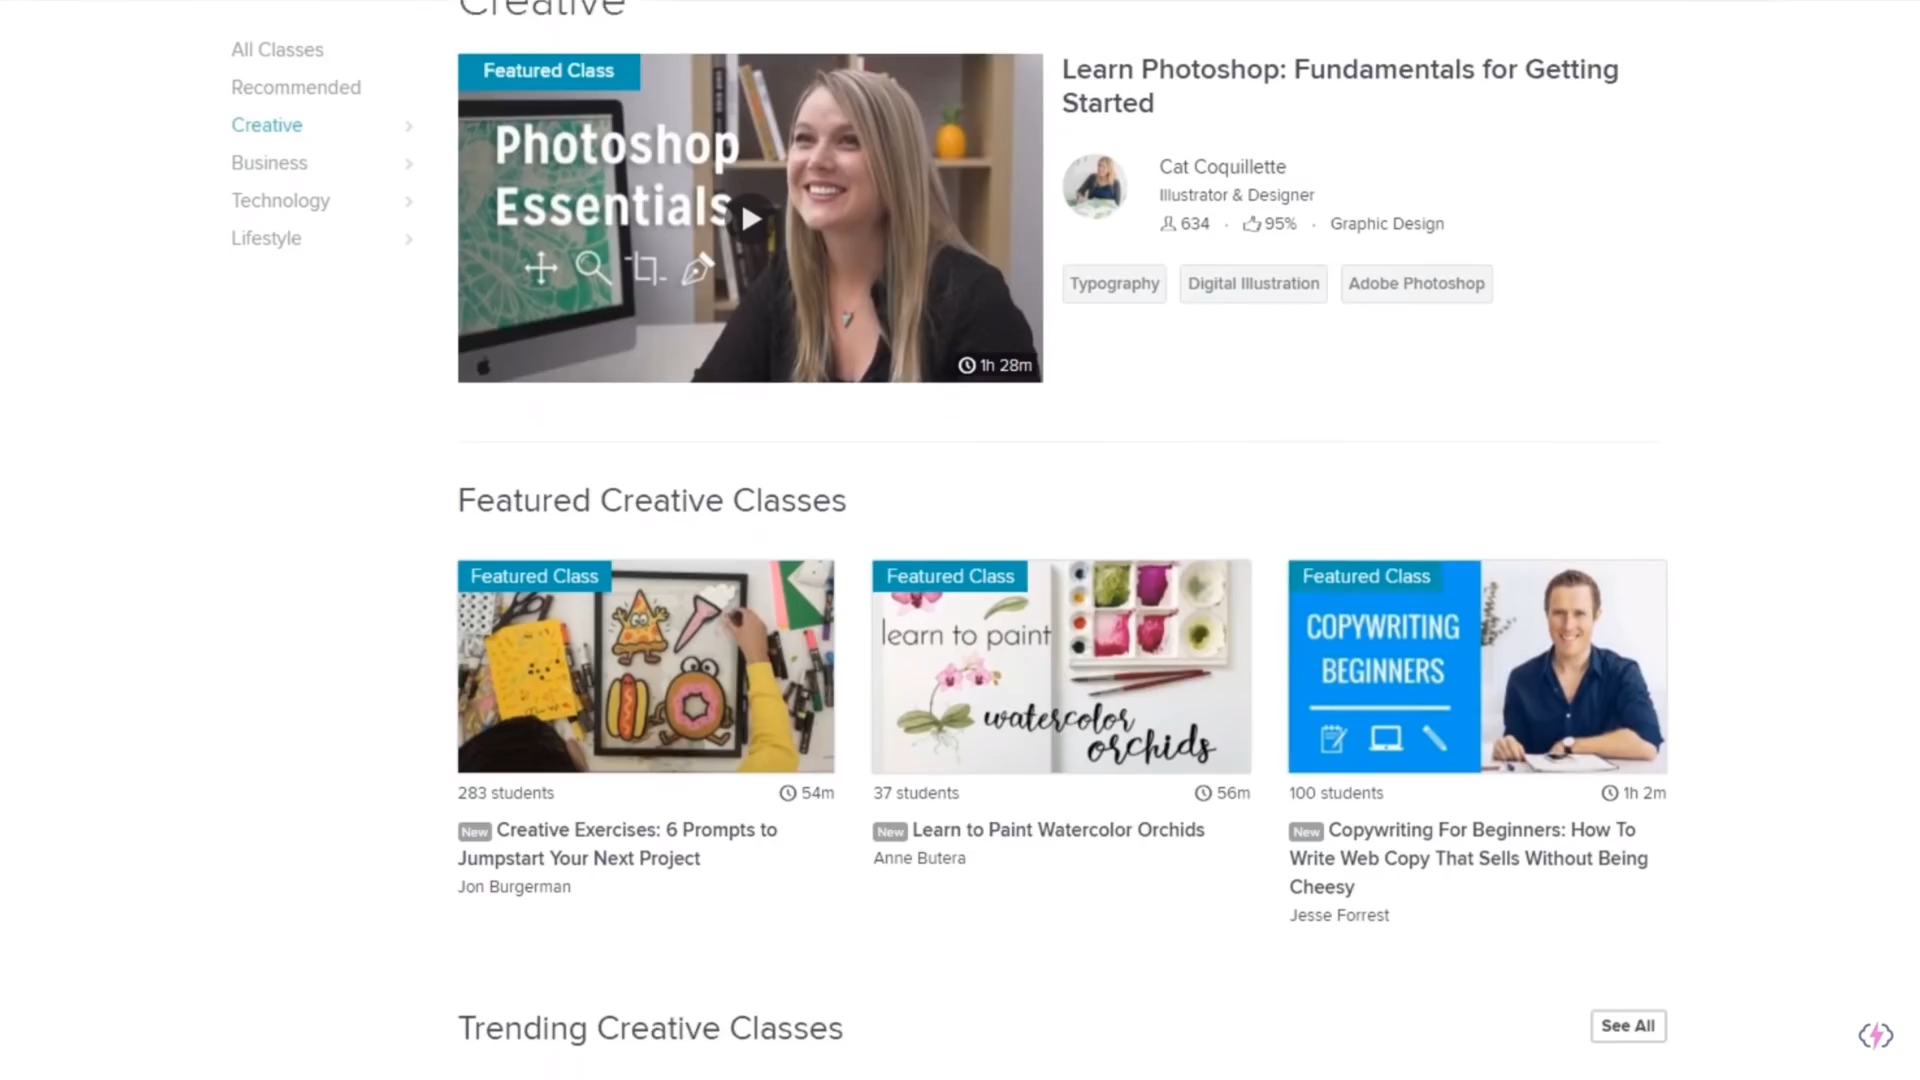 Creative
All Classes
Recommended
Creative
Business
Technology
Lifestyle
Featured Class
Photoshop
Essentials
1h 28m
Learn Photoshop: Fundamentals for Getting
Started
Cat Coquillette
Illustrator & Designer
634 · 95% · Graphic Design
Typography
Digital Illustration
Adobe Photoshop
Featured Creative Classes
Featured Class
283 students
54m
New Creative Exercises: 6 Prompts to
Jumpstart Your Next Project
Jon Burgerman
Featured Class
learn to paint
watercolor
orchids
37 students
56m
New Learn to Paint Watercolor Orchids
Anne Butera
Featured Class
COPYWRITING
BEGINNERS
100 students
1h 2m
New Copywriting For Beginners: How To
Write Web Copy That Sells Without Being
Cheesy
Jesse Forrest
Trending Creative Classes
See All